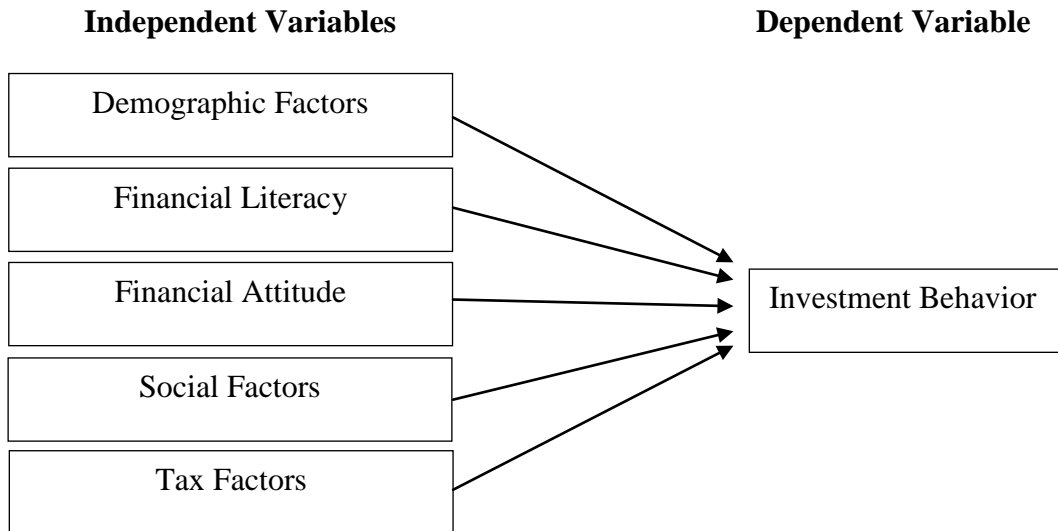 Independent Variables
Dependent Variable
Demographic Factors
Financial Literacy
Financial Attitude
Social Factors
Tax Factors
Investment Behavior